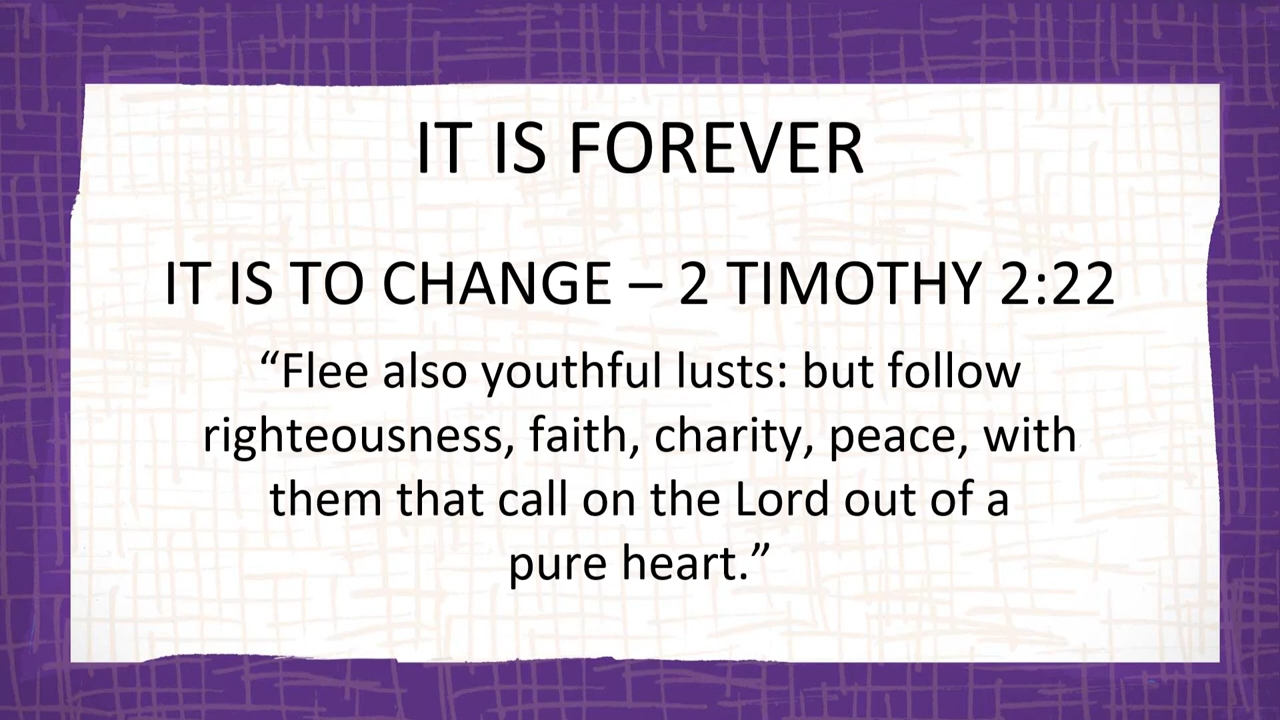 IT IS FOREVER
IT IS TO CHANGE – 2 TIMOTHY 2:22
“Flee also youthful lusts: but follow
righteousness, faith, charity, peace, with
them that call on the Lord out of a
pure heart.”